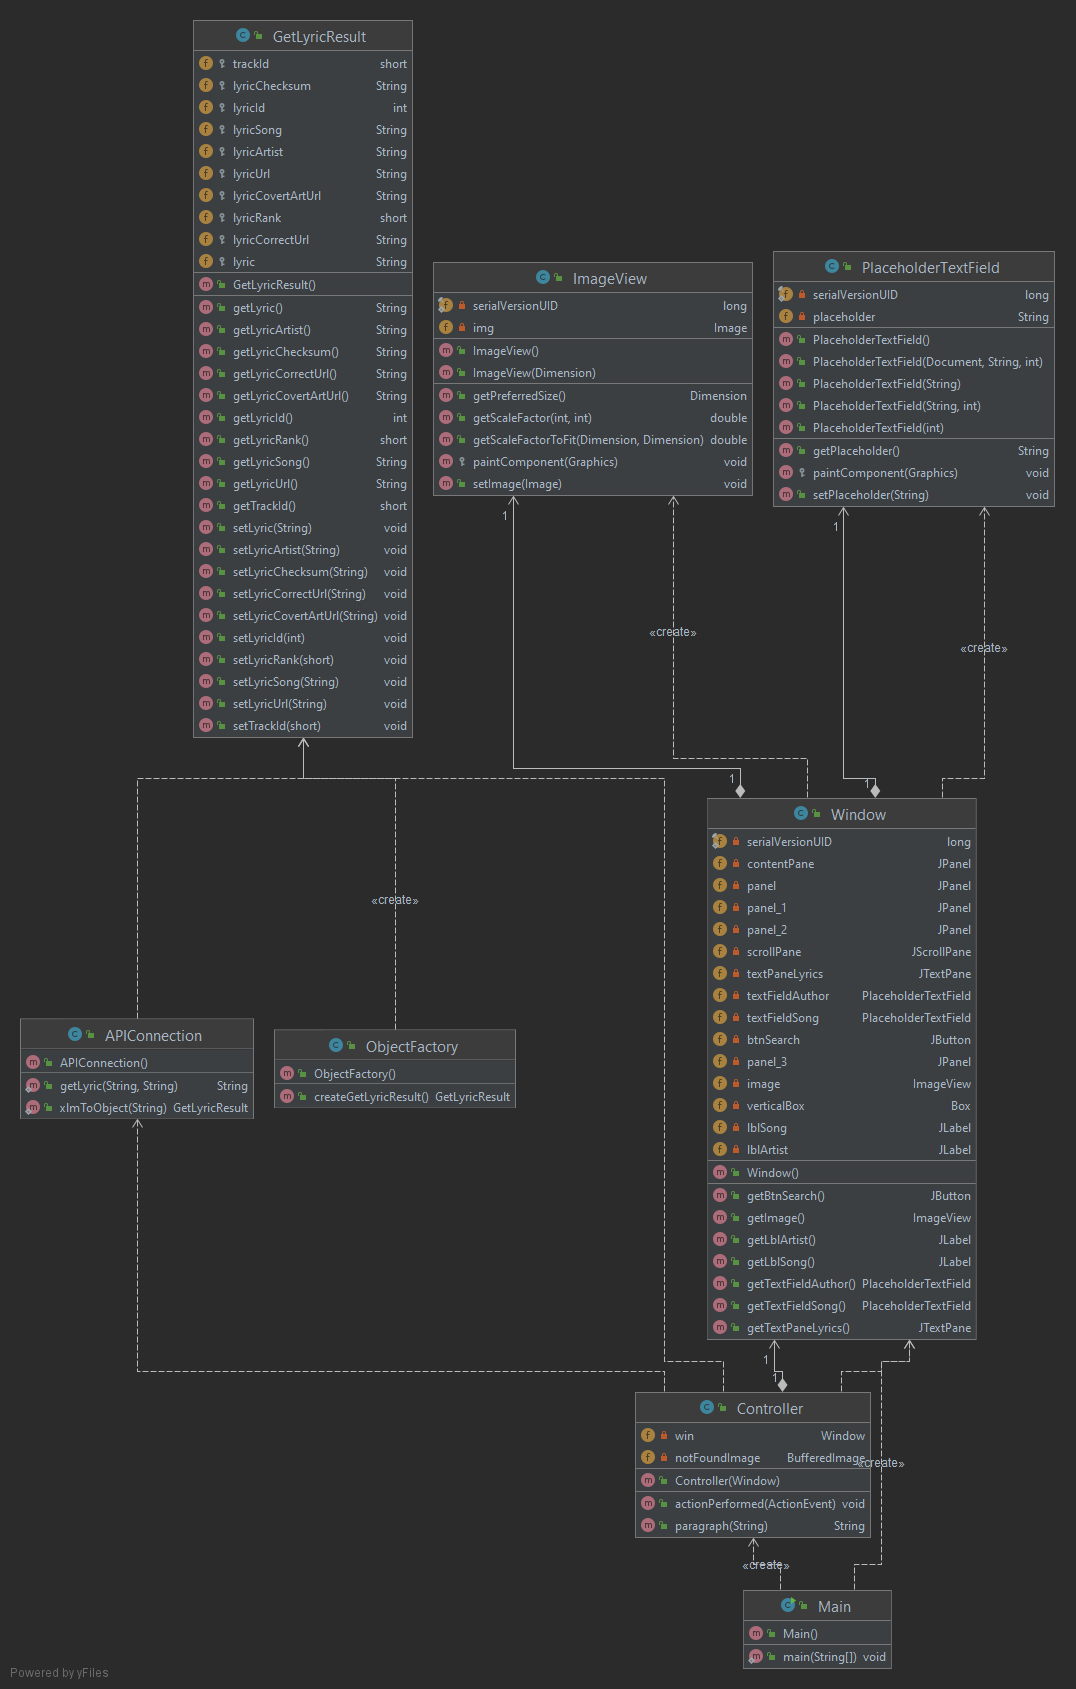 GetLyricResult
trackId short
lyricChecksum String
lyricId int
lyricSong String
lyricArtist String
lyricUrl String
lyricCovertArtUrl String
lyricRank short
lyricCorrectUrl String
lyric String
GetLyricResult()
getLyric() String
getLyricArtist() String
getLyricChecksum() String
getLyricCorrectUrl() String
getLyricCovertArtUrl() String
getLyricId() int
getLyricRank() short
getLyricSong() String
getLyricUrl() String
getTrackId() short
setLyric(String) void
setLyricArtist(String) void
setLyricChecksum(String) void
setLyricCorrectUrl(String) void
setLyricCovertArtUrl(String) void
setLyricId(int) void
setLyricRank(short) void
setLyricSong(String) void
setLyricUrl(String) void
setTrackId(short) void
ImageView
serialVersionUID long
img Image
ImageView()
ImageView(Dimension)
getPreferredSize() Dimension
getScaleFactor(int, int) double
getScaleFactorToFit(Dimension, Dimension) double
paintComponent(Graphics) void
setImage(Image) void
PlaceholderTextField
serialVersionUID long
placeholder String
PlaceholderTextField()
PlaceholderTextField(Document, String, int)
PlaceholderTextField(String)
PlaceholderTextField(String, int)
PlaceholderTextField(int)
getPlaceholder() String
paintComponent(Graphics) void
setPlaceholder(String) void
1
1
«create»
«create»
1
1
«create»
Window
serialVersionUID long
contentPane JPanel
panel JPanel
panel_1 JPanel
panel_2 JPanel
scrollPane JScrollPane
textPaneLyrics JTextPane
textFieldAuthor PlaceholderTextField
textFieldSong PlaceholderTextField
btnSearch JButton
panel_3 JPanel
image ImageView
verticalBox Box
lblSong JLabel
lblArtist JLabel
Window()
getBtnSearch() JButton
getImage() ImageView
getLblArtist() JLabel
getLblSong() JLabel
getTextFieldAuthor() PlaceholderTextField
getTextFieldSong() PlaceholderTextField
getTextPaneLyrics() JTextPane
APIConnection
APIConnection()
getLyric(String, String) String
xlmToObject(String) GetLyricResult
ObjectFactory
ObjectFactory()
createGetLyricResult() GetLyricResult
1
1
Controller
win Window
notFoundImage BufferedImage
Controller(Window)
actionPerformed(ActionEvent) void
paragraph(String) String
«create»
«create»
Main
Main()
main(String[]) void
Powered by yFiles